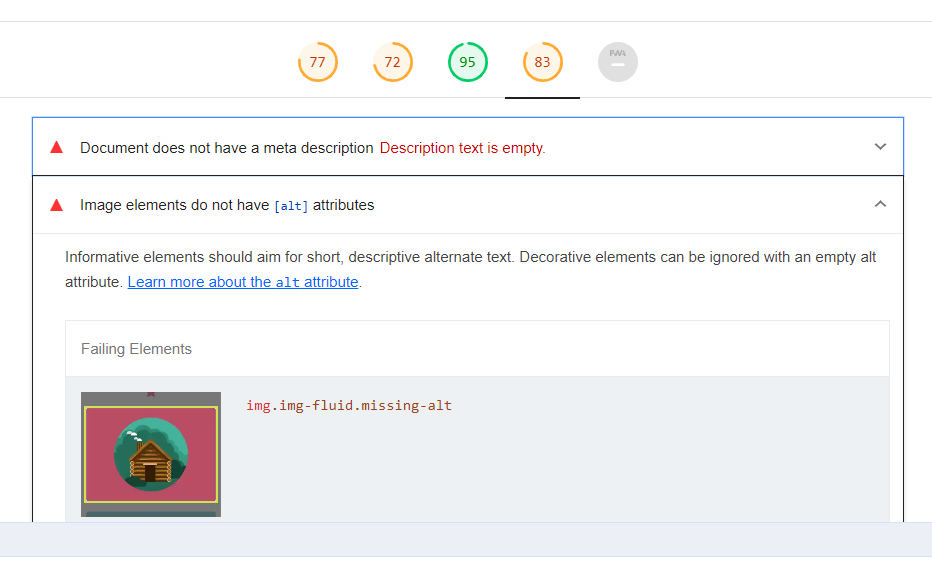 77 72 95 83 PWA
Document does not have a meta description Description text is empty.
Image elements do not have [alt] attributes
Informative elements should aim for short, descriptive alternate text. Decorative elements can be ignored with an empty alt
attribute. Learn more about the alt attribute.
Failing Elements
img.img-fluid.missing-alt